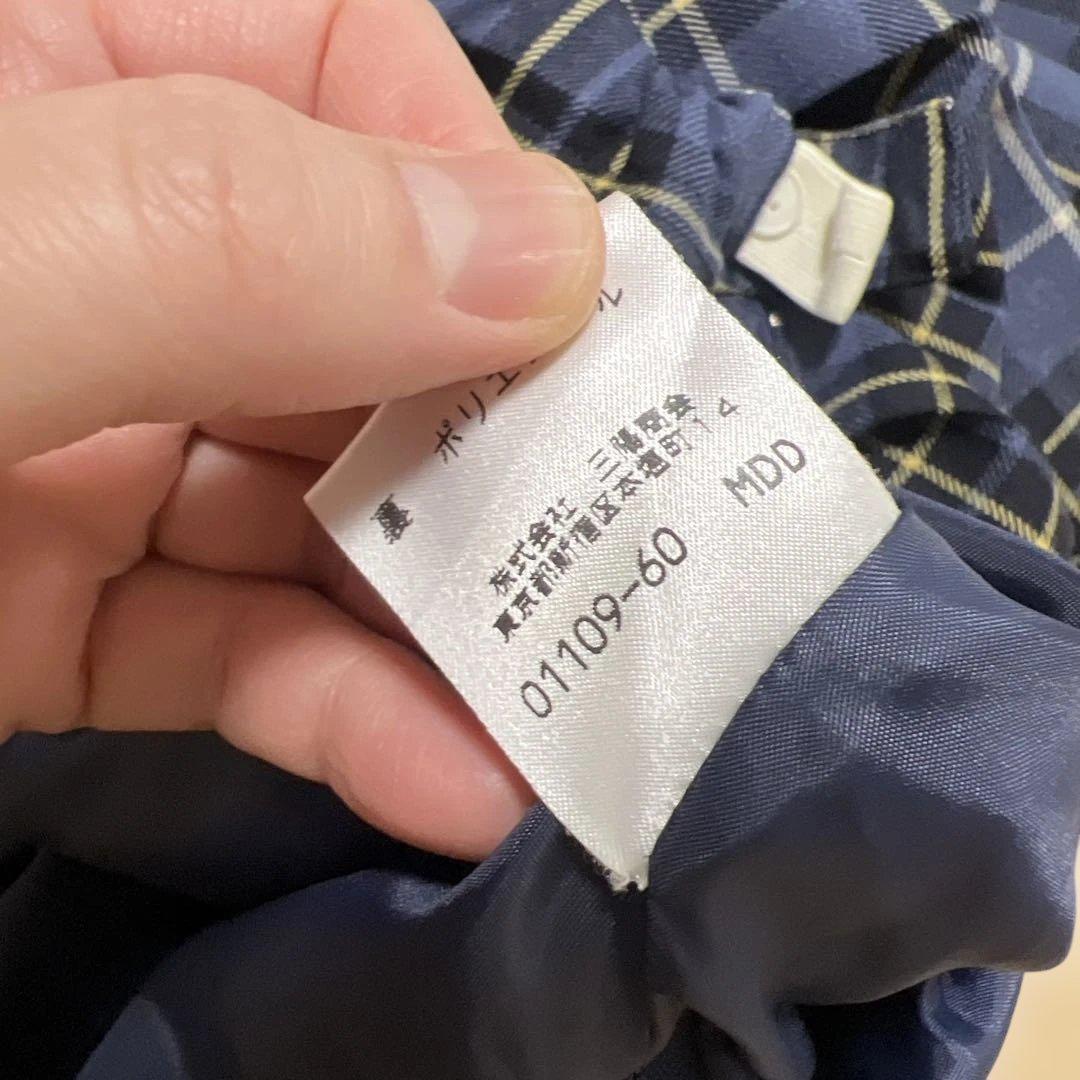 裏
ポリエ ル
株式会社 三陽商会
東京都新宿区本塩町14
01109-60 MDD